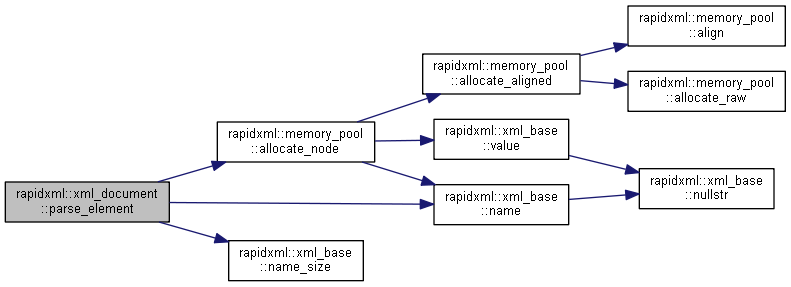 rapidxml::xml_document
::parse_element
rapidxml::memory_pool
::allocate_node
rapidxml::memory_pool
::allocate_aligned
rapidxml::memory_pool
::align
rapidxml::memory_pool
::allocate_raw
rapidxml::xml_base
::value
rapidxml::xml_base
::name
rapidxml::xml_base
::nullstr
rapidxml::xml_base
::name_size